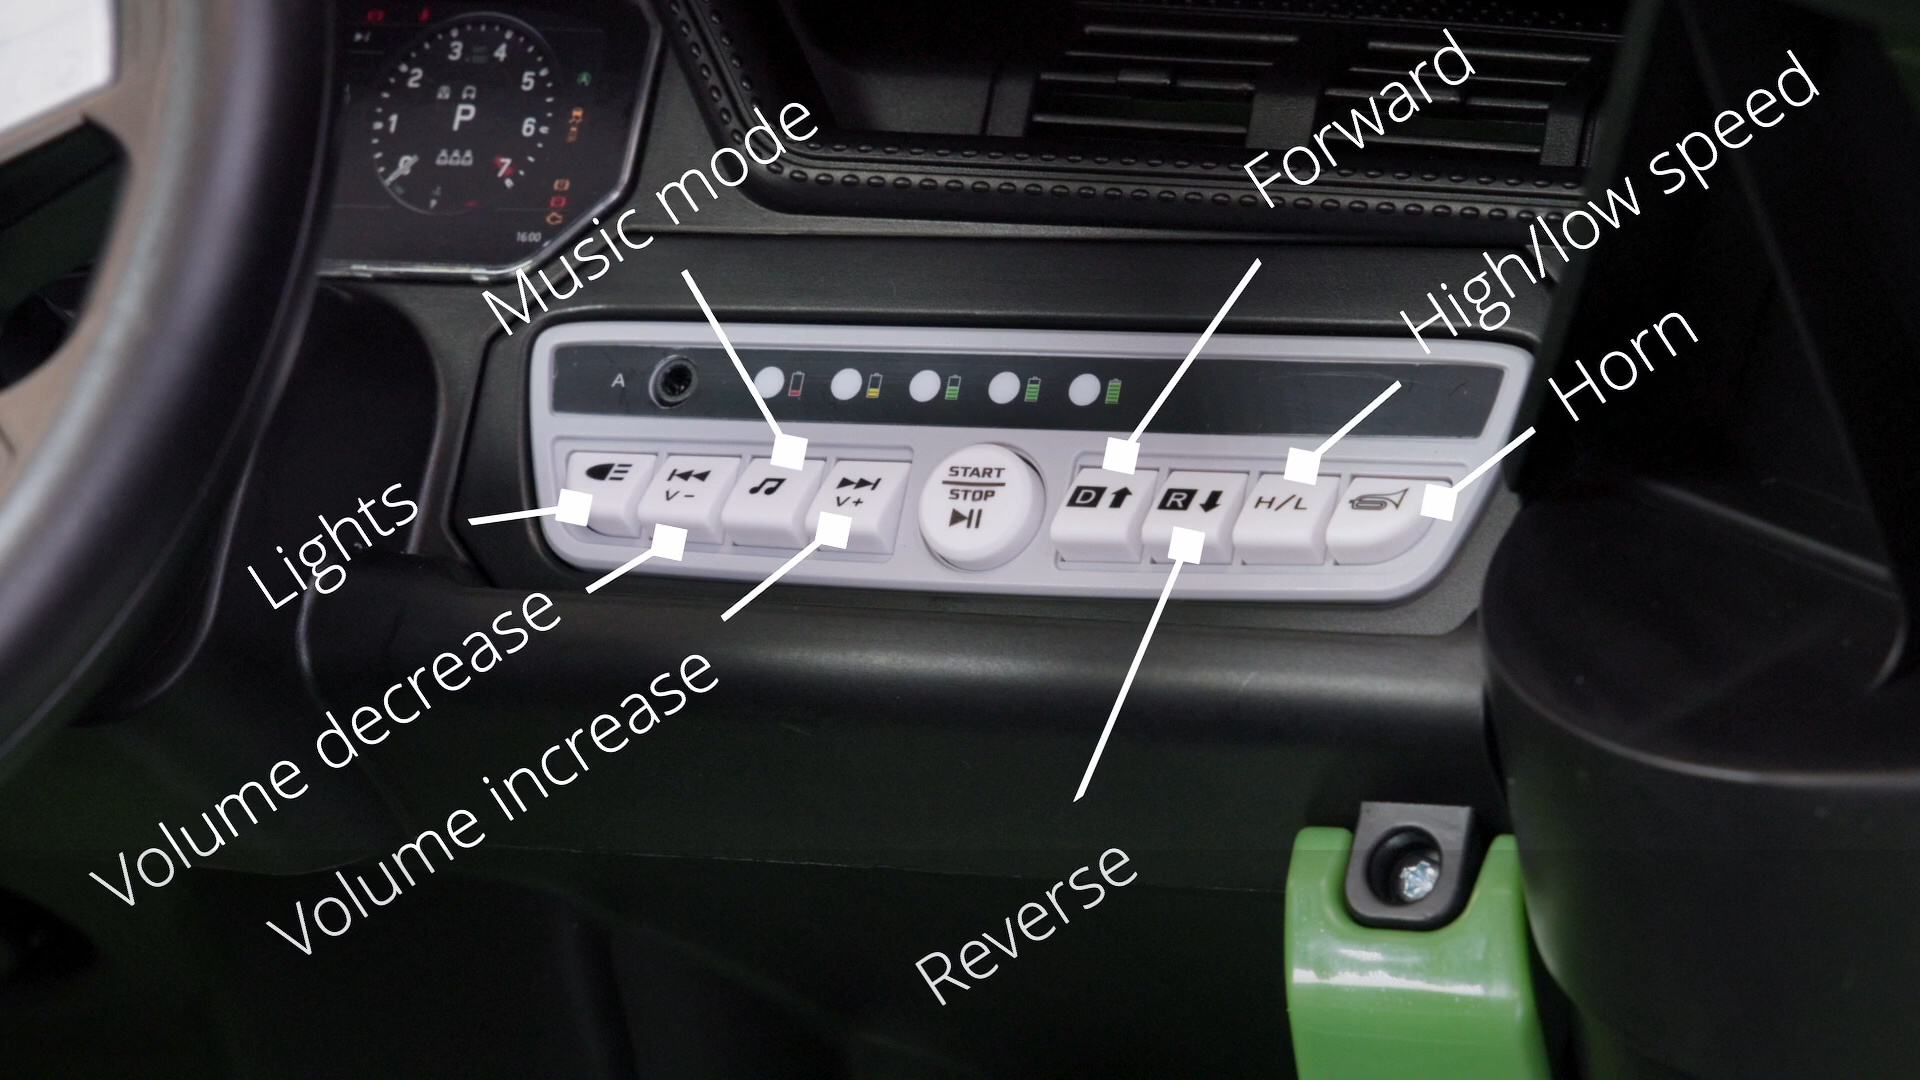 3
4
2
5
P
1
6
0
7
16:00
Music mode
Forward
High/low speed
Horn
A
V-
V+
START
STOP
D
R
H/L
Lights
Volume decrease
Volume increase
Reverse